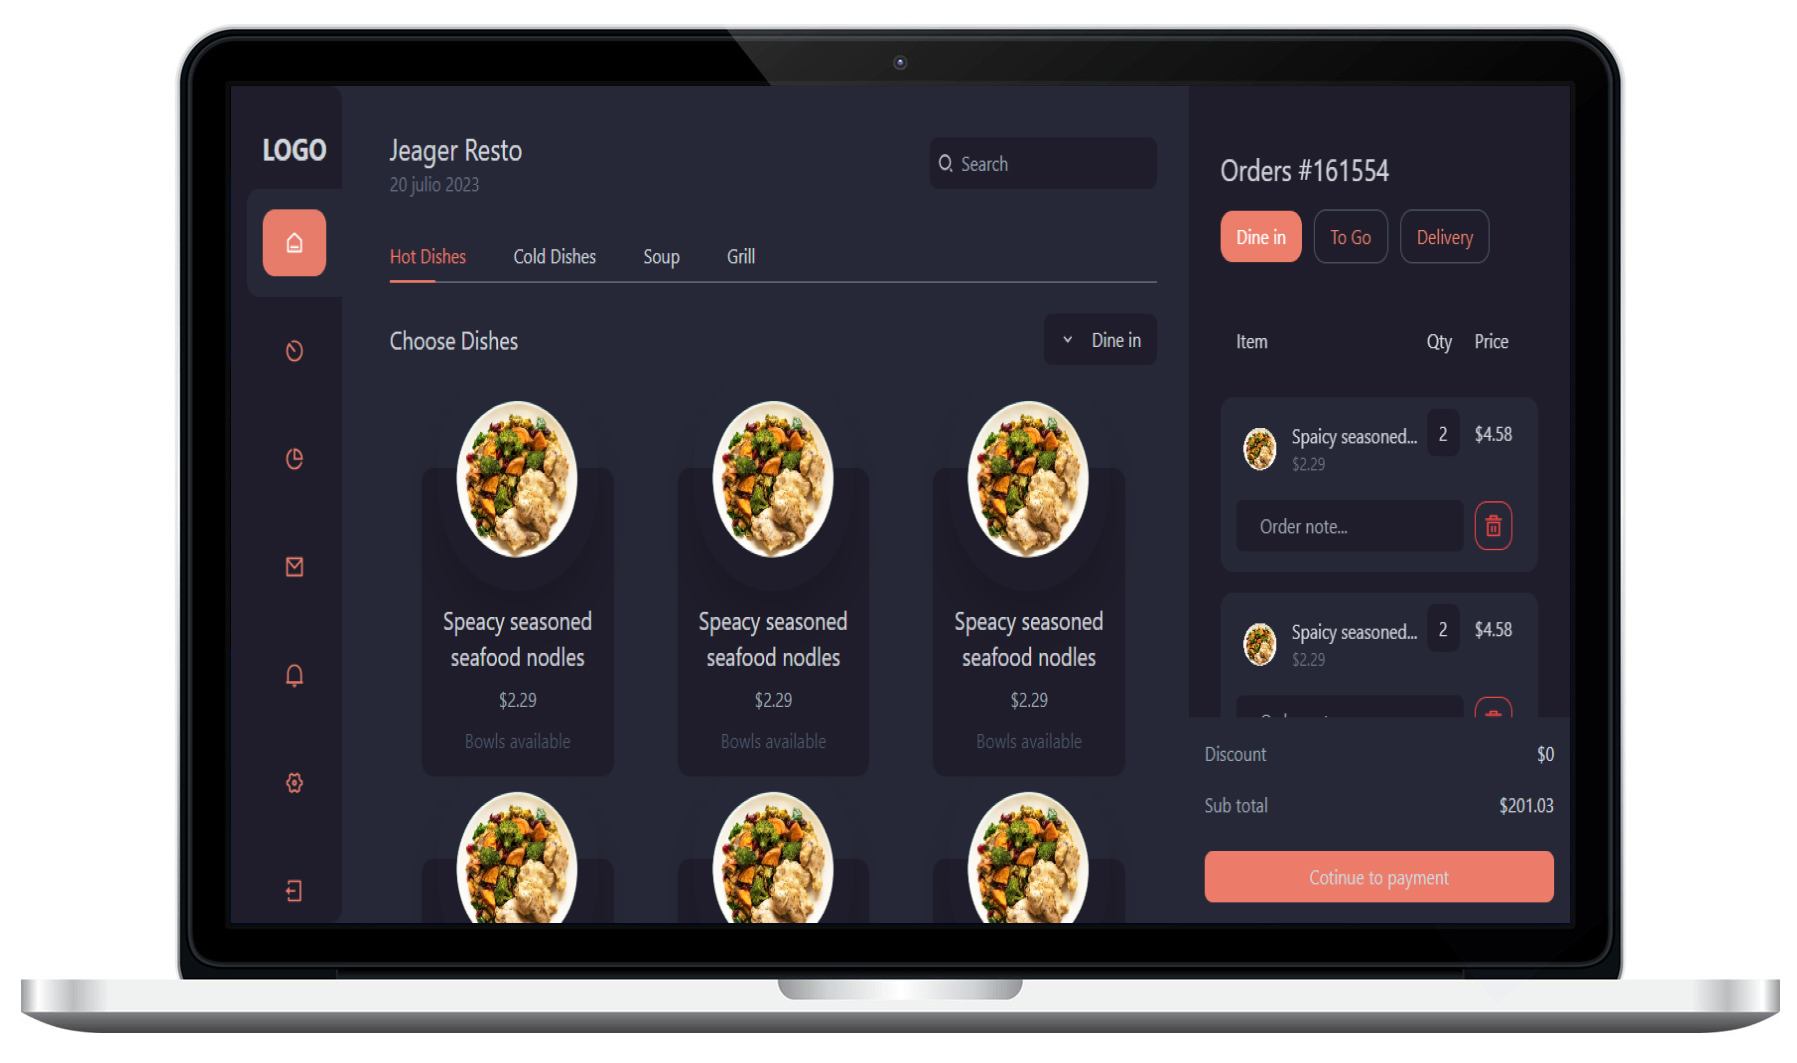 LOGO
Jeager Resto
20 julio 2023
Search
Hot Dishes
Cold Dishes
Soup
Grill
Choose Dishes
Dine in
Speacy seasoned
seafood nodles
$2.29
Bowls available
Speacy seasoned
seafood nodles
$2.29
Bowls available
Speacy seasoned
seafood nodles
$2.29
Bowls available
Orders #161554
Dine in
To Go
Delivery
Item
Qty
Price
Spaicy seasoned...
2
$4.58
$2.29
Order note...
Spaicy seasoned...
2
$4.58
$2.29
Discount
$0
Sub total
$201.03
Cotinue to payment